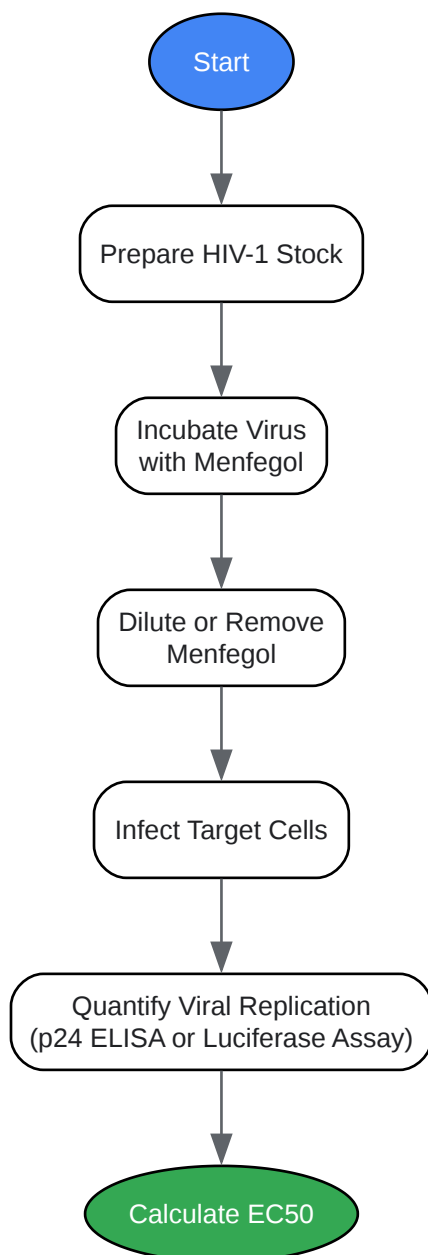 Start
Prepare HIV-1 Stock
Incubate Virus
with Menfegol
Dilute or Remove
Menfegol
Infect Target Cells
Quantify Viral Replication
(p24 ELISA or Luciferase Assay)
Calculate EC50